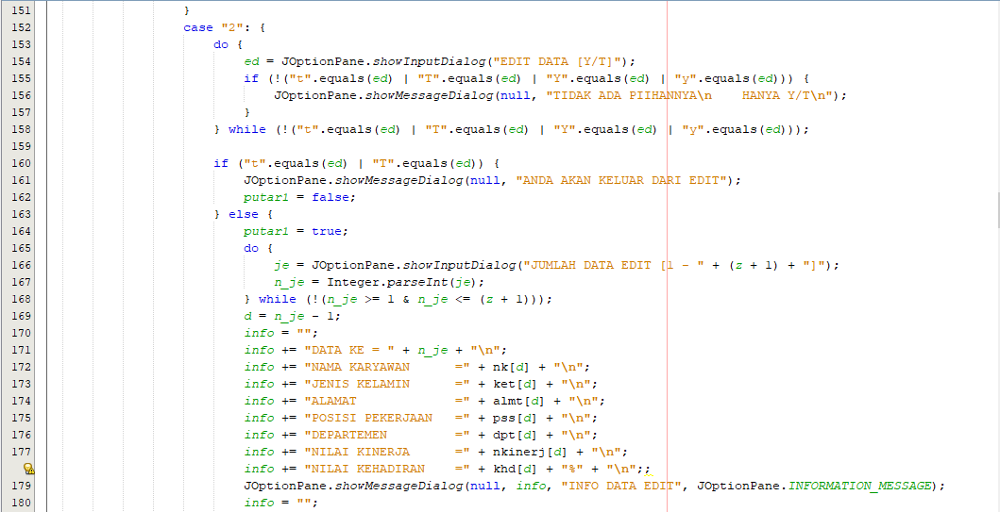 151                     }
152                     case "2": {
153                         do {
154                             ed = JOptionPane.showInputDialog("EDIT DATA [Y/T]");
155                             if (!("t".equals(ed) | "T".equals(ed) | "Y".equals(ed) | "y".equals(ed))) {
156                                 JOptionPane.showMessageDialog(null, "TIDAK ADA PIIHANNYA\n    HANYA Y/T\n");
157                             }
158                         } while (!("t".equals(ed) | "T".equals(ed) | "Y".equals(ed) | "y".equals(ed)));
159
160                         if ("t".equals(ed) | "T".equals(ed)) {
161                             JOptionPane.showMessageDialog(null, "ANDA AKAN KELUAR DARI EDIT");
162                             putar1 = false;
163                         } else {
164                             putar1 = true;
165                             do {
166                                 je = JOptionPane.showInputDialog("JUMLAH DATA EDIT [1 - " + (z + 1) + "]");
167                                 n_je = Integer.parseInt(je);
168                             } while (!(n_je >= 1 & n_je <= (z + 1)));
169                             d = n_je - 1;
170                             info = "";
171                             info += "DATA KE = " + n_je + "\n";
172                             info += "NAMA KARYAWAN      =" + nk[d] + "\n";
173                             info += "JENIS KELAMIN      =" + ket[d] + "\n";
174                             info += "ALAMAT             =" + almt[d] + "\n";
175                             info += "POSISI PEKERJAAN   =" + pss[d] + "\n";
176                             info += "DEPARTEMEN         =" + dpt[d] + "\n";
177                             info += "NILAI KINERJA      =" + nkinerj[d] + "\n";
                            info += "NILAI KEHADIRAN    =" + khd[d] + "%" + "\n";;
179                             JOptionPane.showMessageDialog(null, info, "INFO DATA EDIT", JOptionPane.INFORMATION_MESSAGE);
180                             info = "";